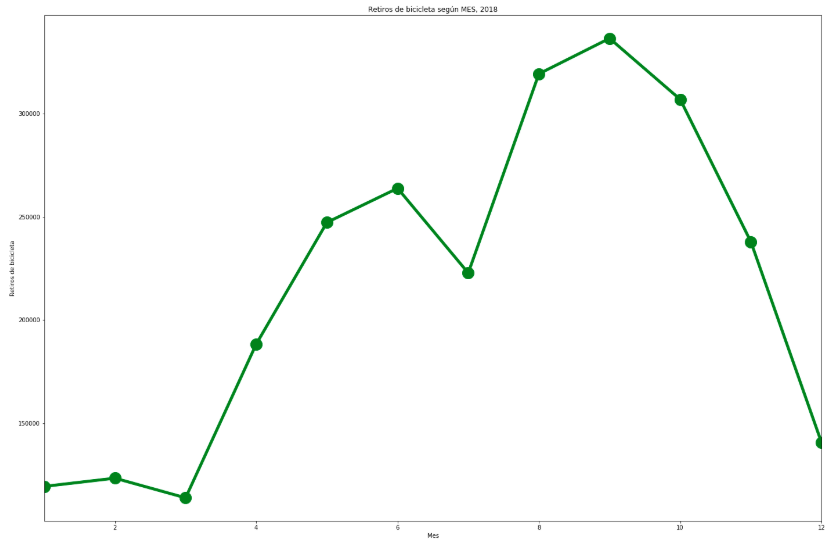 Retiros de bicicleta según MES, 2018
300000
250000
200000
150000
Retiros de bicicleta
2 4 6 8 10 12
Mes